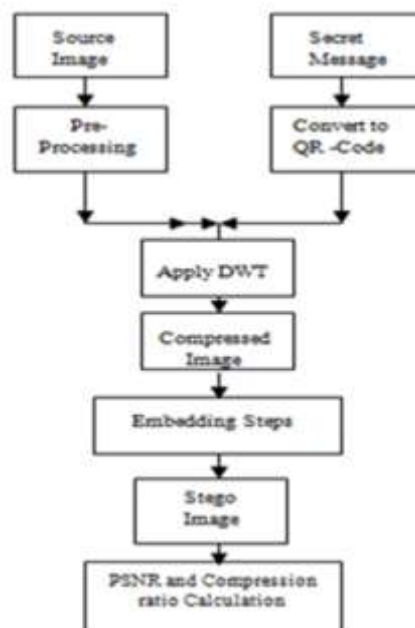 Source
Image
Secret
Message
Pre-
Processing
Convert to
QR -Code
Apply DWT
Compressed
Image
Embedding Steps
Stego
Image
PSNR and Compression
ratio Calculation